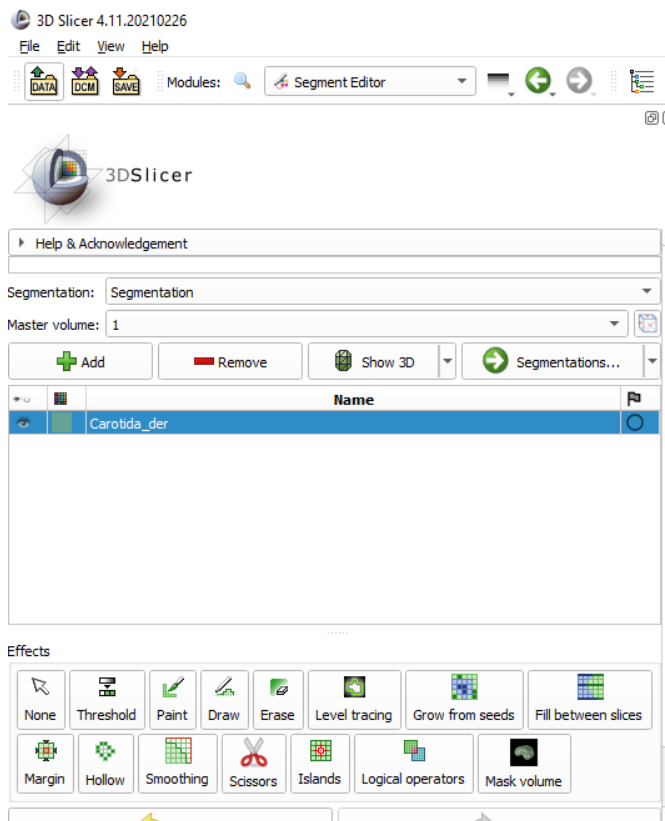 3D Slicer 4.11.20210226
File Edit View Help
DATA DCM SAVE Modules: Segment Editor
3DSlicer
Help & Acknowledgement
Segmentation: Segmentation
Master volume: 1
Add Remove Show 3D Segmentations...
Name
Carotida_der
Effects
None Threshold Paint Draw Erase Level tracing Grow from seeds Fill between slices
Margin Hollow Smoothing Scissors Islands Logical operators Mask volume